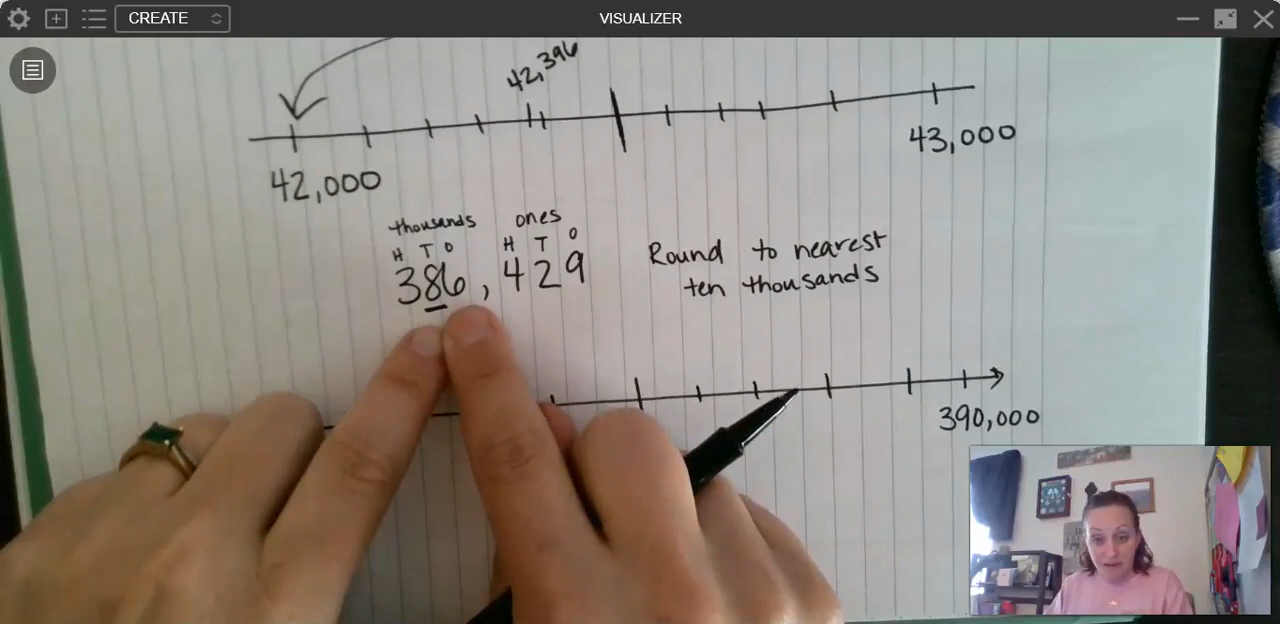 CREATE
VISUALIZER
42,396
42,000
43,000
thousands ones
H T O H T O
386,429
Round to nearest
ten thousands
390,000